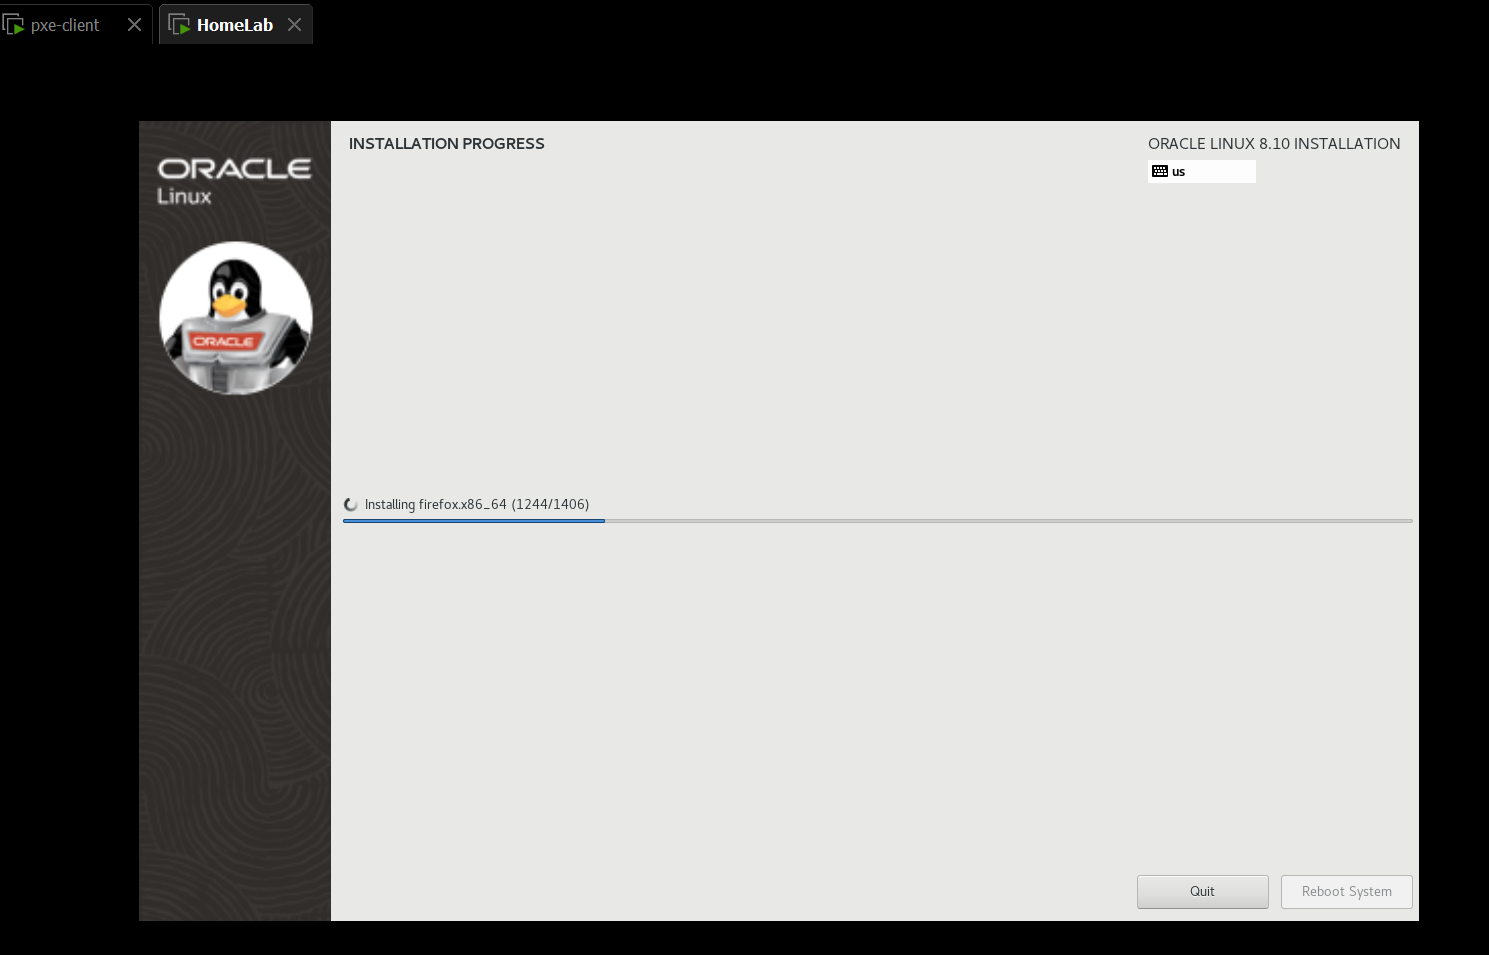 pxe-client
HomeLab
ORACLE
Linux
ORACLE
INSTALLATION PROGRESS
ORACLE LINUX 8.10 INSTALLATION
us
Installing firefox.x86_64 (1244/1406)
Quit
Reboot System